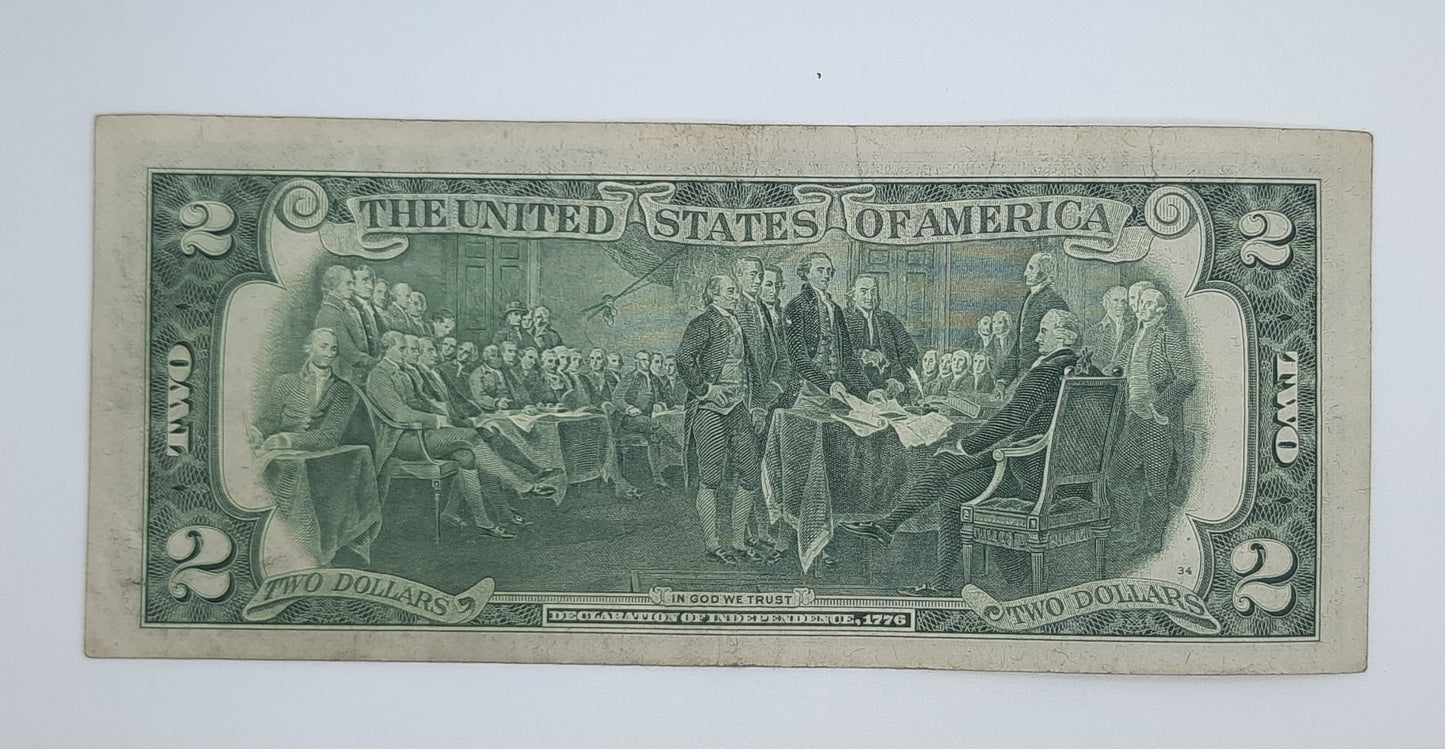 2 THE UNITED STATES OF AMERICA 2
TWO TWO
34
2 TWO DOLLARS IN GOD WE TRUST TWO DOLLARS 2
DECLARATION OF INDEPENDENCE, 1776